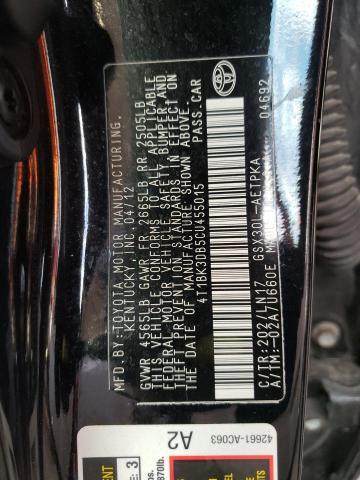 MFD.BY:TOYOTA MOTOR MANUFACTURING,
KENTUCKY,INC. 04/12
GVWR 4565LB GAWR FR 2665LB RR 2505LB
THIS VEHICLE CONFORMS TO ALL APPLICABLE
FEDERAL MOTOR VEHICLE SAFETY, BUMPER,AND
THEFT PREVENTION STANDARDS IN EFFECT ON
THE DATE OF MANUFACTURE SHOWN ABOVE.
4T1BK3DB5CU455015 PASS.CAR
C/TR:202/LN17 GSX30L-AETPKA
A/TM:-02A/U660E
04692
42661-AC063
A2
3
870lb.